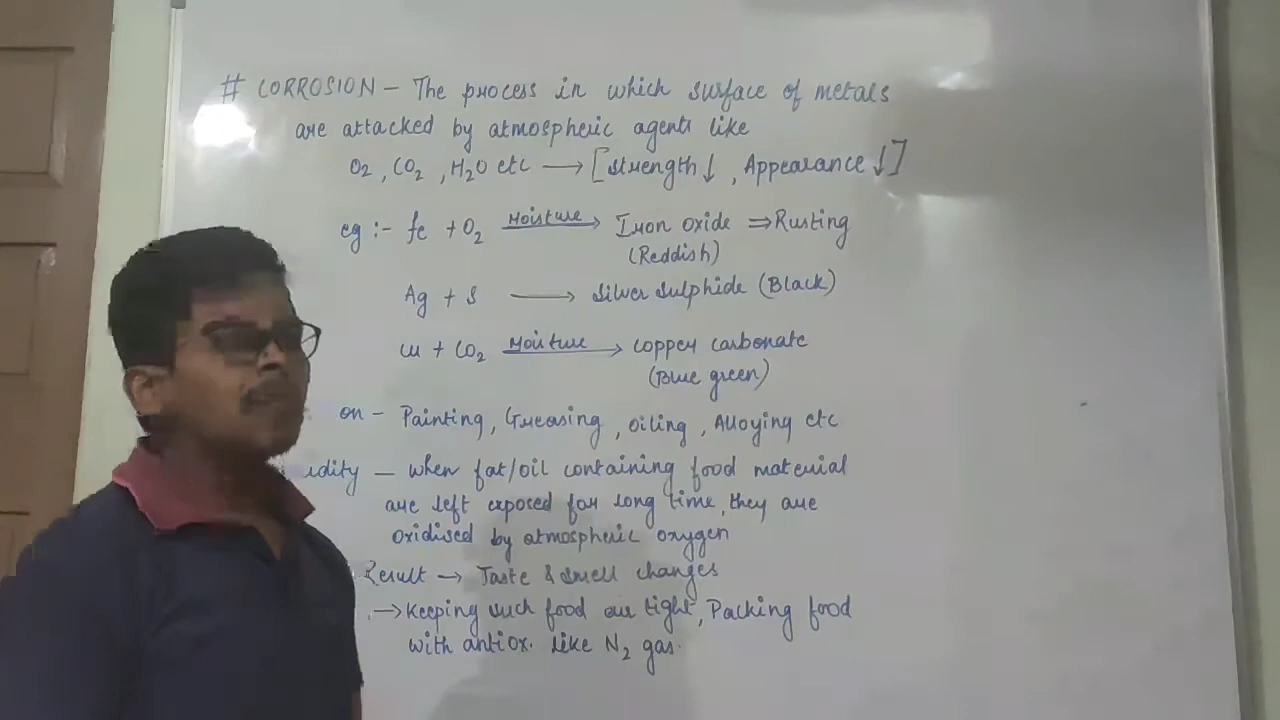 # CORROSION - The process in which surface of metals
are attacked by atmospheric agents like
O2, CO2, H2O etc → [Strength↓, Appearance↓]
eg :- fe + O2 Moisture→ Iron oxide ⇒ Rusting
(Reddish)
Ag + S → Silver sulphide (Black)
Cu + CO2 Moisture→ Copper carbonate
(Blue green)
on - Painting, Greasing, oiling, Alloying etc
idity - when fat/oil containing food material
are left exposed for long time, they are
oxidised by atmospheric oxygen
Result → Taste & smell changes
→ Keeping such food air tight, Packing food
with antiox. like N2 gas.